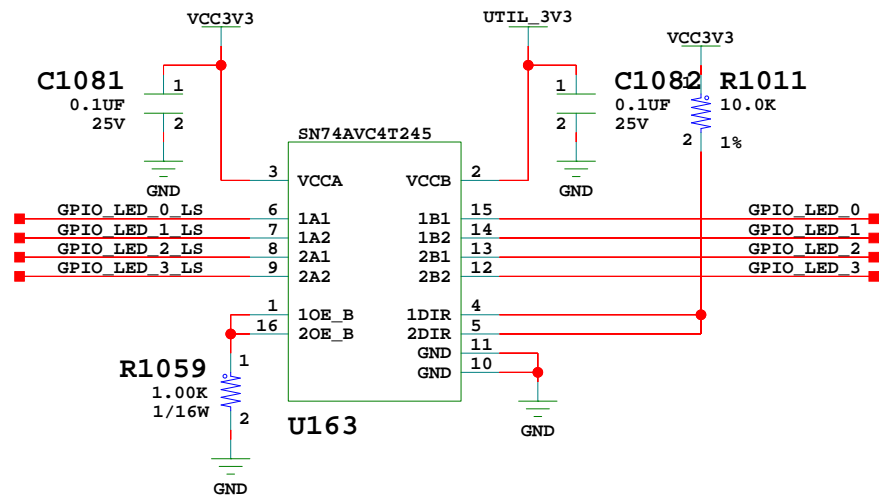 VCC3V3
UTIL_3V3
VCC3V3
C1081
1
0.1UF
25V
2
GND
C1082
1
0.1UF
25V
2
GND
R1011
1
10.0K
2
1%
SN74AVC4T245
3
VCCA
VCCB
2
GPIO_LED_0_LS
6
1A1
1B1
15
GPIO_LED_0
GPIO_LED_1_LS
7
1A2
1B2
14
GPIO_LED_1
GPIO_LED_2_LS
8
2A1
2B1
13
GPIO_LED_2
GPIO_LED_3_LS
9
2A2
2B2
12
GPIO_LED_3
1
1OE_B
1DIR
4
16
2OE_B
2DIR
5
GND
11
GND
10
R1059
1
1.00K
1/16W
2
GND
U163
GND